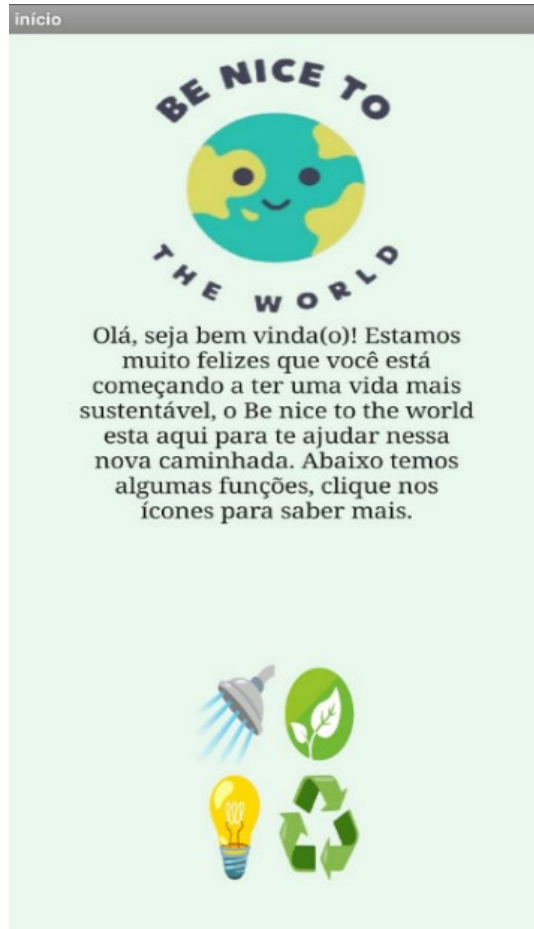 início
BE NICE TO
THE WORLD
Olá, seja bem vinda(o)! Estamos
muito felizes que você está
começando a ter uma vida mais
sustentável, o Be nice to the world
esta aqui para te ajudar nessa
nova caminhada. Abaixo temos
algumas funções, clique nos
ícones para saber mais.